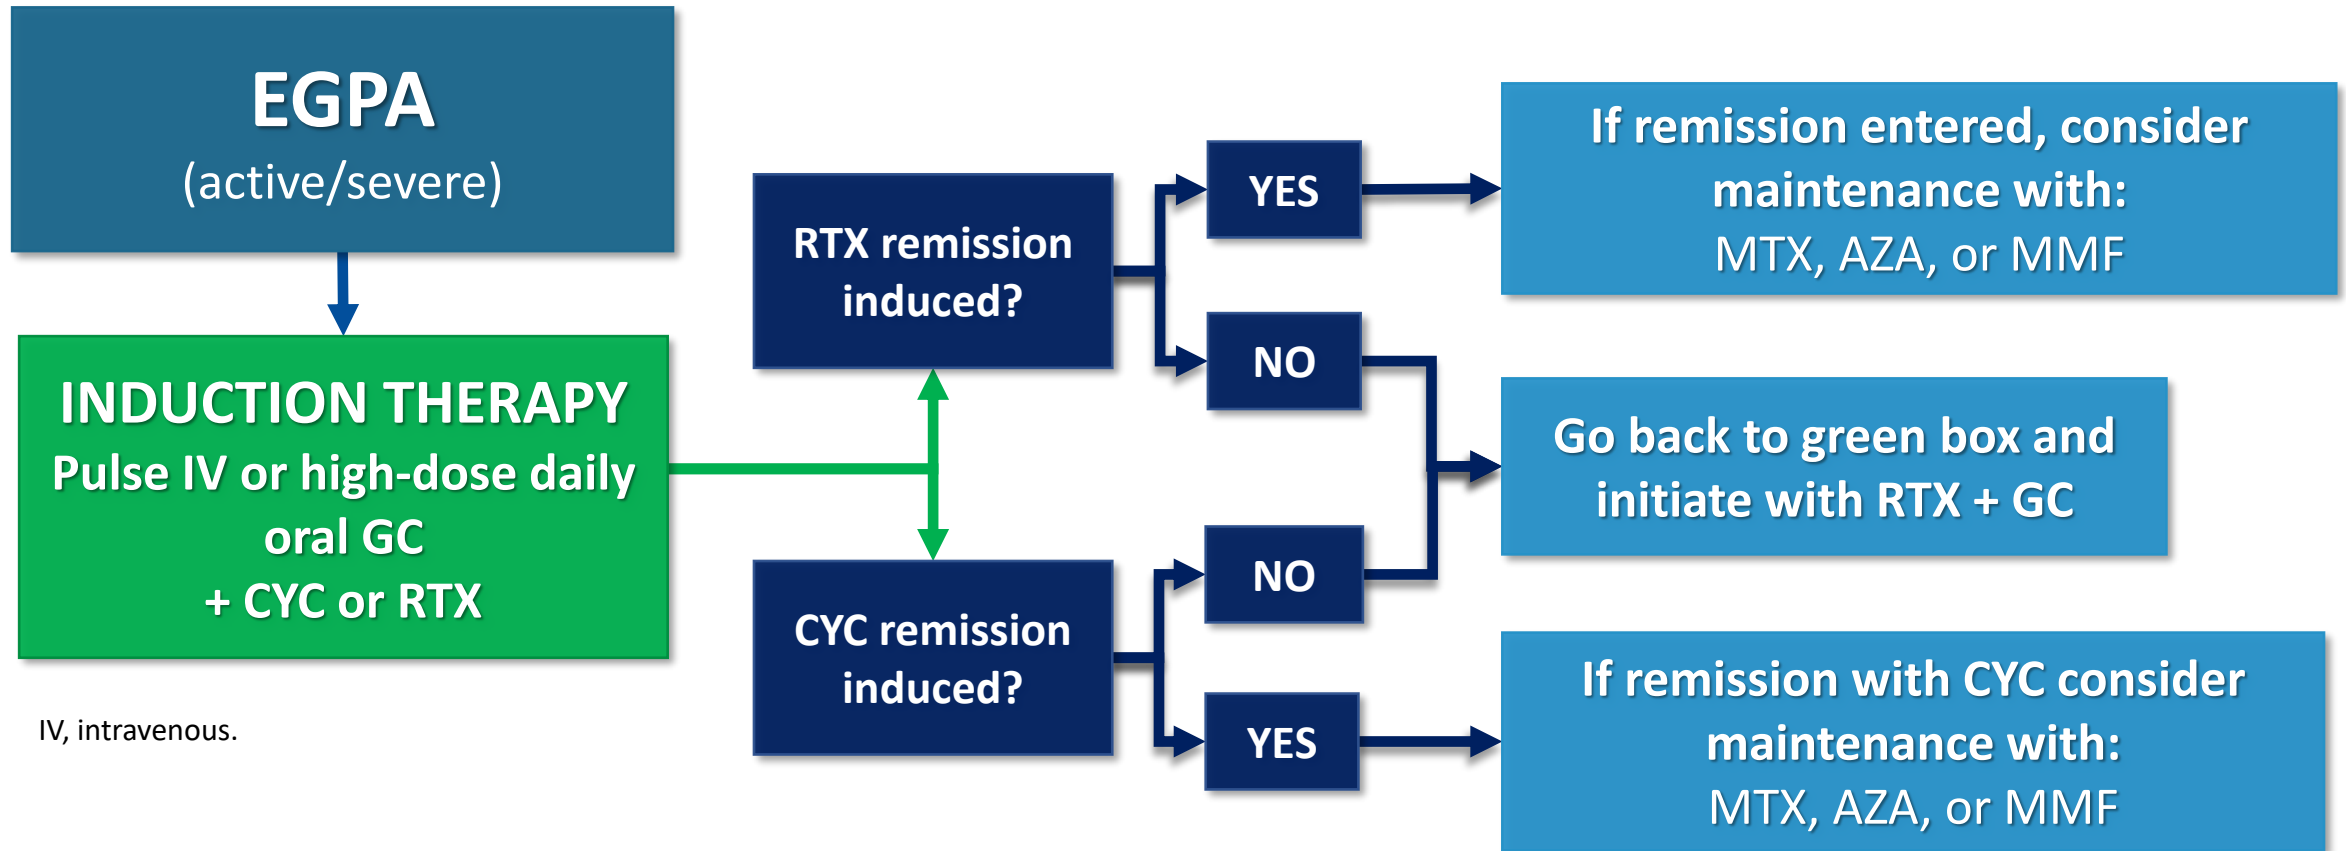 EGPA
(active/severe)
INDUCTION THERAPY
Pulse IV or high-dose daily
oral GC
+ CYC or RTX
IV, intravenous.
RTX remission
induced?
YES
NO
CYC remission
induced?
NO
YES
If remission entered, consider
maintenance with:
MTX, AZA, or MMF
Go back to green box and
initiate with RTX + GC
If remission with CYC consider
maintenance with:
MTX, AZA, or MMF